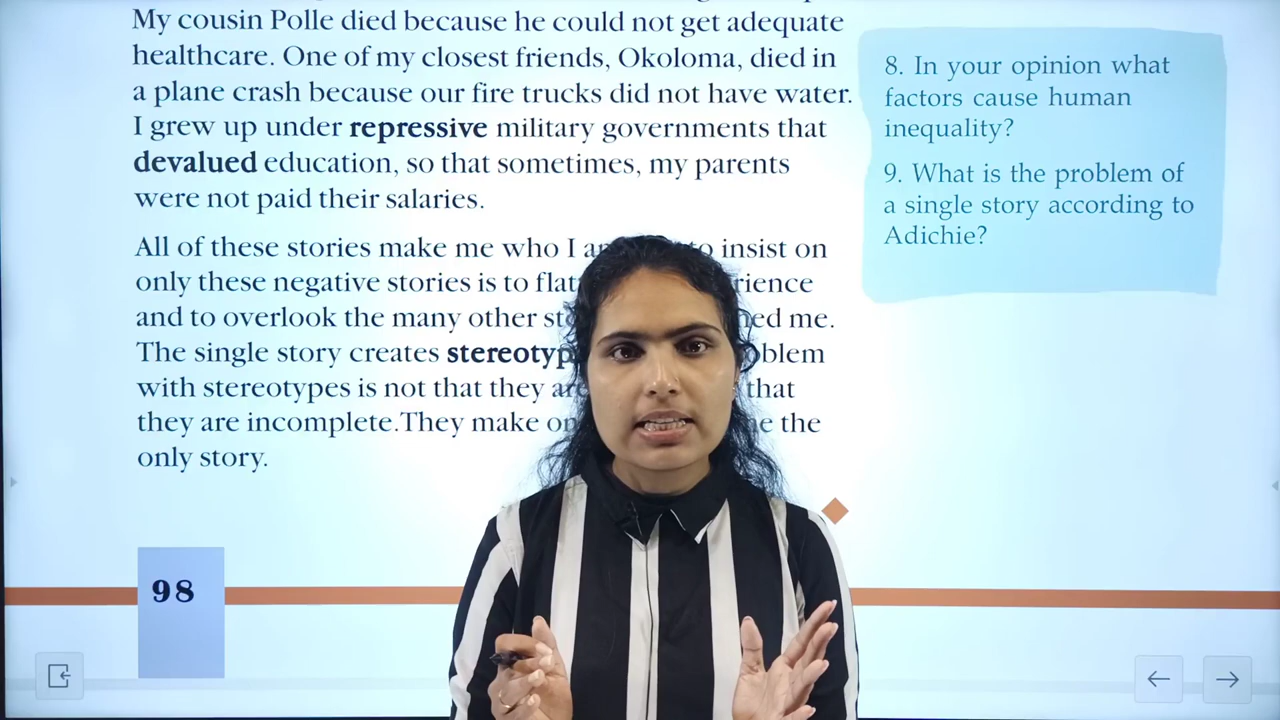 My cousin Polle died because he could not get adequate
healthcare. One of my closest friends, Okoloma, died in
a plane crash because our fire trucks did not have water.
I grew up under repressive military governments that
devalued education, so that sometimes, my parents
were not paid their salaries.
All of these stories make me who I insist on
only these negative stories is to
and to overlook the many other me.
The single story creates
with stereotypes is not that they that
they are incomplete.They make the
only story.
98
8. In your opinion what
factors cause human
inequality?
9. What is the problem of
a single story according to
Adichie?